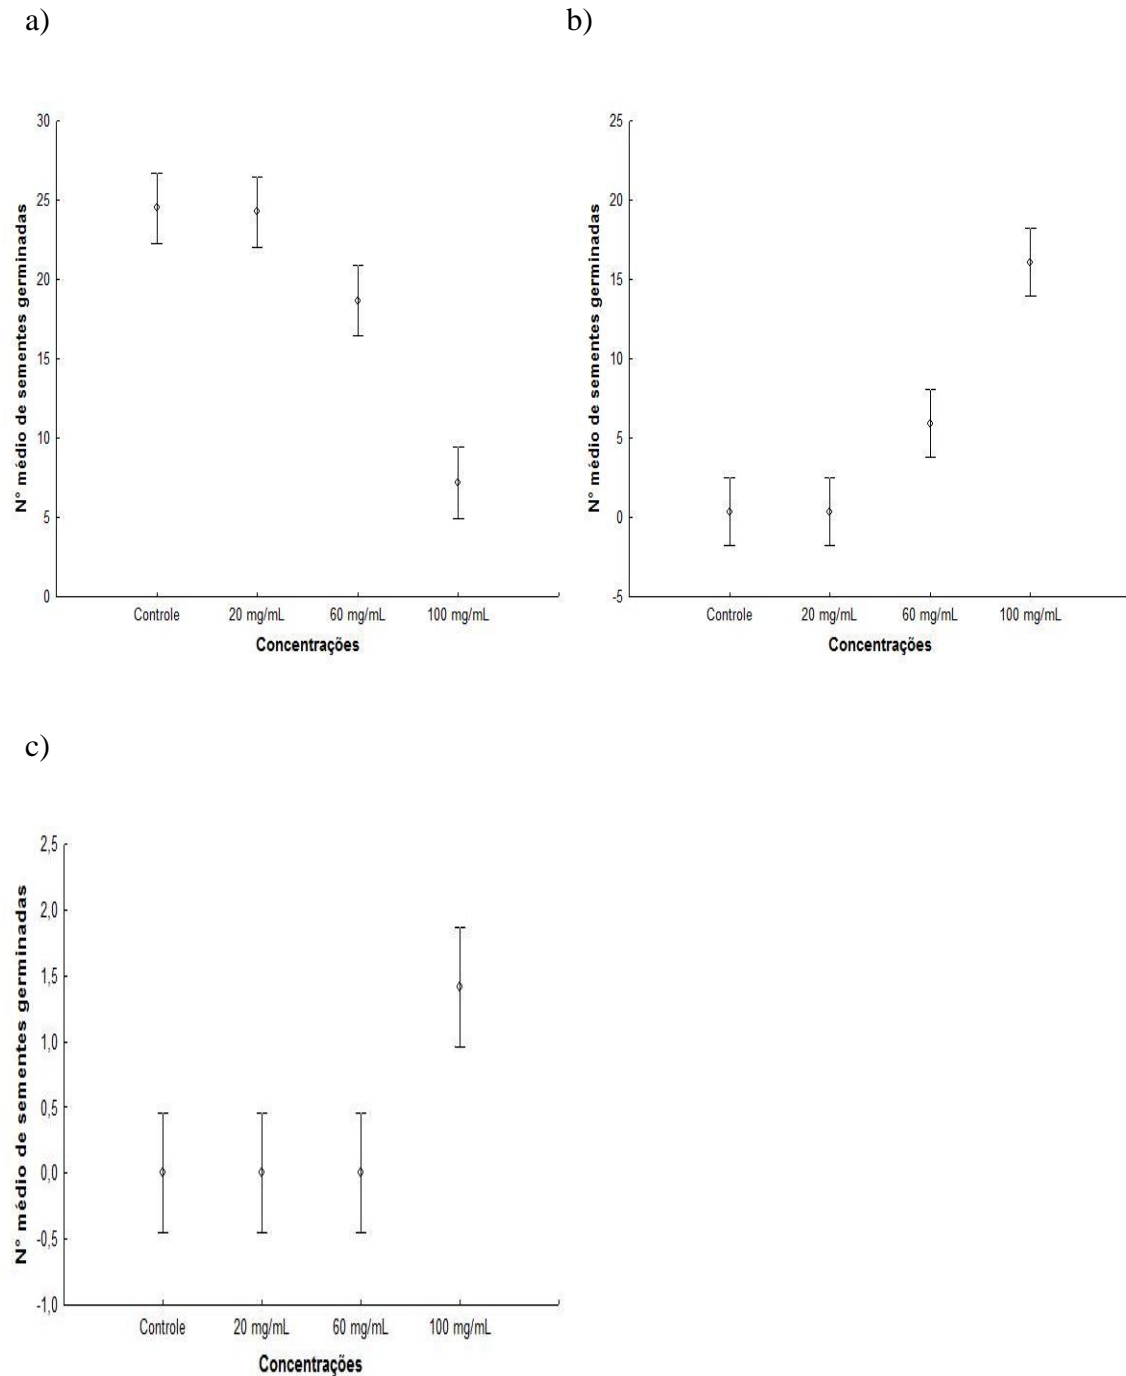 a)
b)
30
25
20
15
10
5
0
N° médio de sementes germinadas
Controle
20 mg/mL
60 mg/mL
100 mg/mL
Concentrações
25
20
15
10
5
0
-5
N° médio de sementes germinadas
Controle
20 mg/mL
60 mg/mL
100 mg/mL
Concentrações
c)
2,5
2,0
1,5
1,0
0,5
0,0
-0,5
-1,0
N° médio de sementes germinadas
Controle
20 mg/mL
60 mg/mL
100 mg/mL
Concentrações